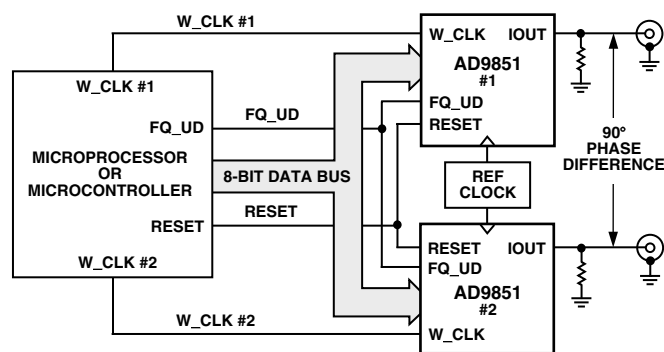 W_CLK #1
W_CLK #1
FQ_UD
MICROPROCESSOR
OR
MICROCONTROLLER
RESET
W_CLK #2
FQ_UD
8-BIT DATA BUS
RESET
W_CLK #2
W_CLK IOUT
AD9851
#1
FQ_UD
RESET
REF
CLOCK
RESET IOUT
FQ_UD
AD9851
#2
W_CLK
90°
PHASE
DIFFERENCE